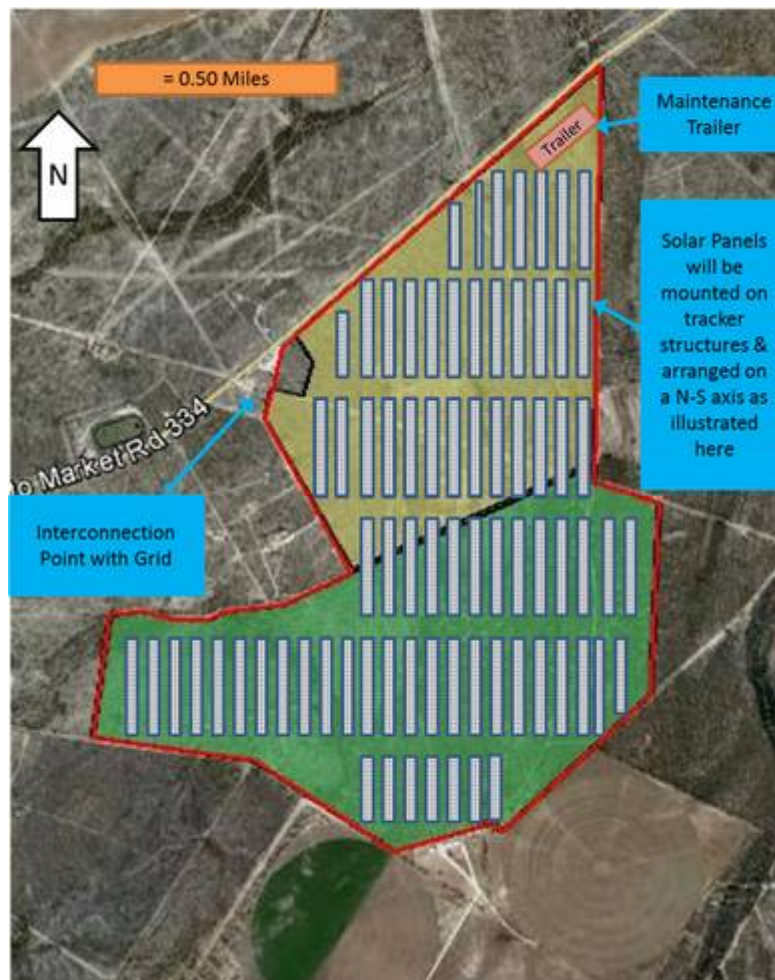 = 0.50 Miles
N
Trailer
Maintenance
Trailer
Solar Panels
will be
mounted on
tracker
structures &
arranged on
a N-S axis as
illustrated
here
to Market Rd 334
Interconnection
Point with Grid